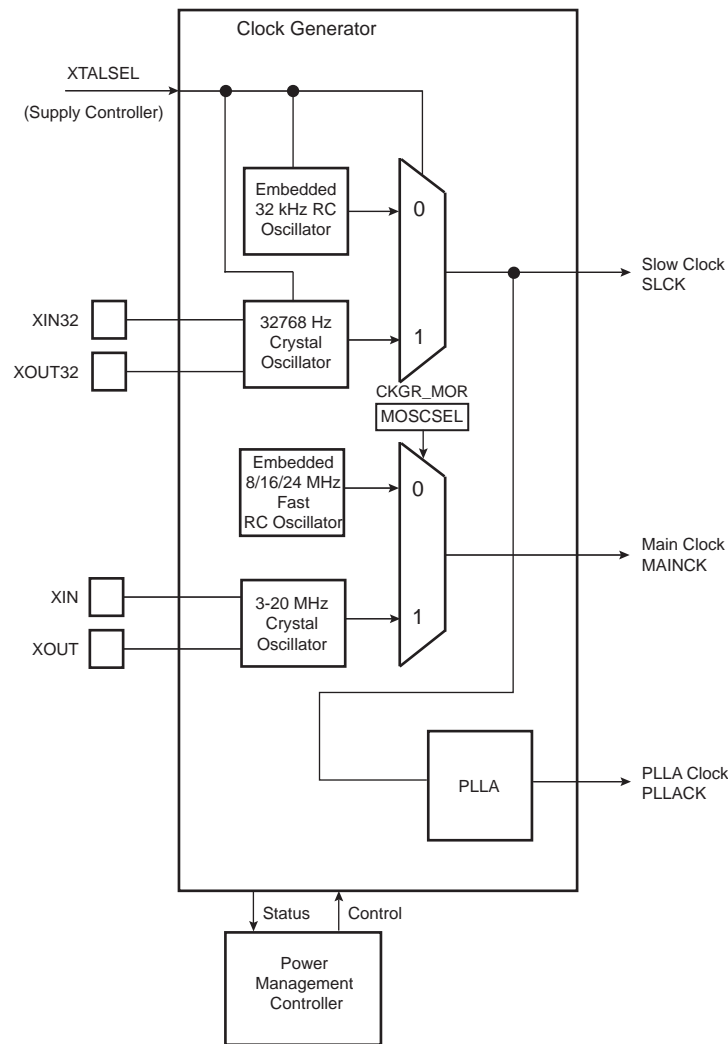 Clock Generator
XTALSEL
(Supply Controller)
Embedded
32 kHz RC
Oscillator
0
Slow Clock
SLCK
XIN32
32768 Hz
Crystal
Oscillator
1
XOUT32
CKGR_MOR
MOSCSEL
Embedded
8/16/24 MHz
Fast
RC Oscillator
0
Main Clock
MAINCK
XIN
3-20 MHz
Crystal
Oscillator
1
XOUT
PLLA
PLLA Clock
PLLACK
Status
Control
Power
Management
Controller